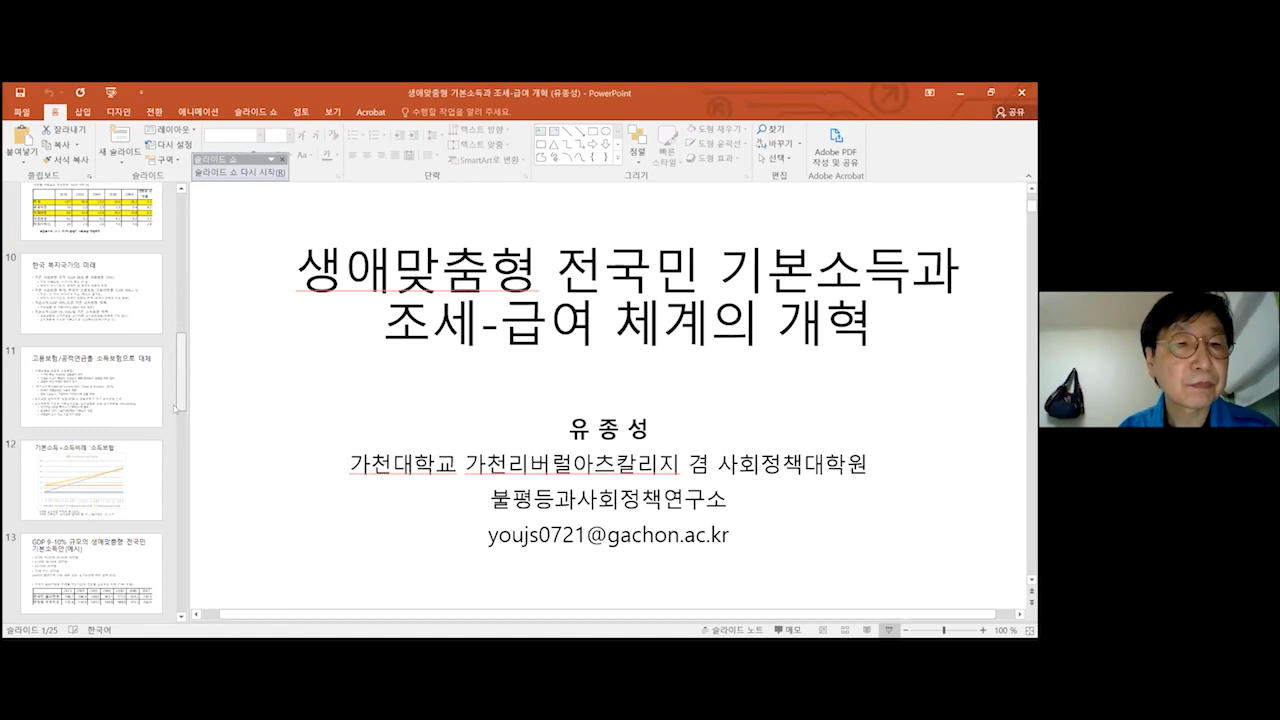 생애맞춤형 기본소득과 조세-급여 개혁 (유종성) - PowerPoint
파일 홈 삽입 디자인 전환 애니메이션 슬라이드 쇼 검토 보기 Acrobat 수행할 작업을 알려 주세요. 공유
붙여넣기 잘라내기 복사 서식 복사 클립보드
새 슬라이드 레이아웃 다시 설정 구역 슬라이드
슬라이드 쇼
슬라이드 쇼 다시 시작(R)
텍스트 방향 텍스트 맞춤 SmartArt로 변환 단락
정렬 빠른 스타일 도형 채우기 도형 윤곽선 도형 효과 그리기
찾기 바꾸기 선택 편집
Adobe PDF 작성 및 공유 Adobe Acrobat
10
한국 복지국가의 미래
11
고용보험/공적연금을 소득보험으로 대체
12
기본소득+소득비례 '소득보험'
13
GDP 9-10% 규모의 생애맞춤형 전국민
기본소득안(예시)
생애맞춤형 전국민 기본소득과
조세-급여 체계의 개혁
유 종 성
가천대학교 가천리버럴아츠칼리지 겸 사회정책대학원
불평등과사회정책연구소
youjs0721@gachon.ac.kr
슬라이드 1/25 한국어 슬라이드 노트 메모 100 %